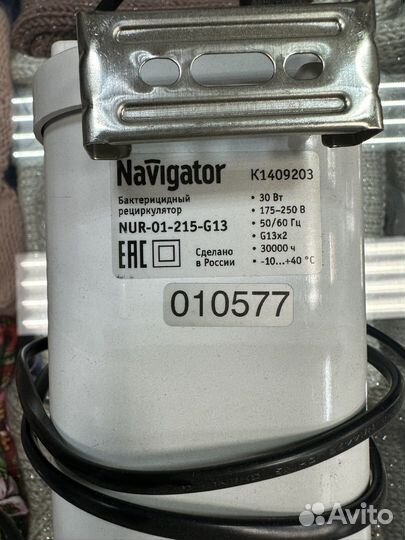 Navigator
K1409203
Бактерицидный
рециркулятор
NUR-01-215-G13
EAC
Сделано
в России
• 30 Вт
• 175-250 В
• 50/60 Гц
• G13x2
• 30000 ч
• -10...+40 °C
010577
Avito